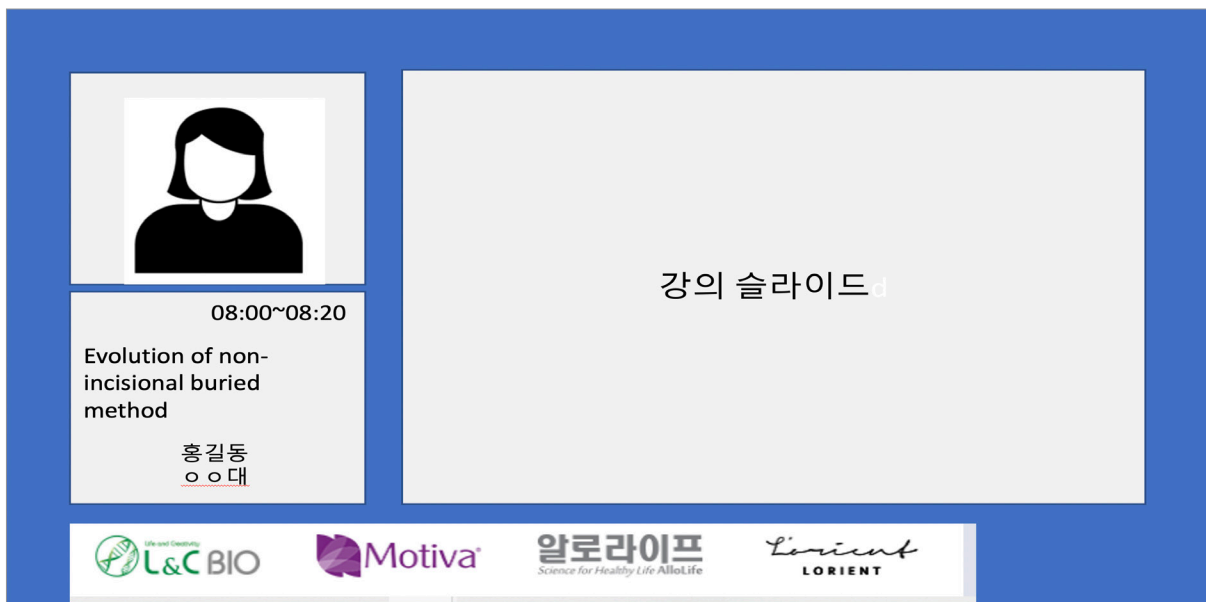 08:00~08:20
Evolution of non-
incisional buried
method
홍길동
ㅇㅇ대
강의 슬라이드d
Life and Creativity
L&C BIO
Motiva®
알로라이프
Science for Healthy Life AlloLife
Lorient
LORIENT